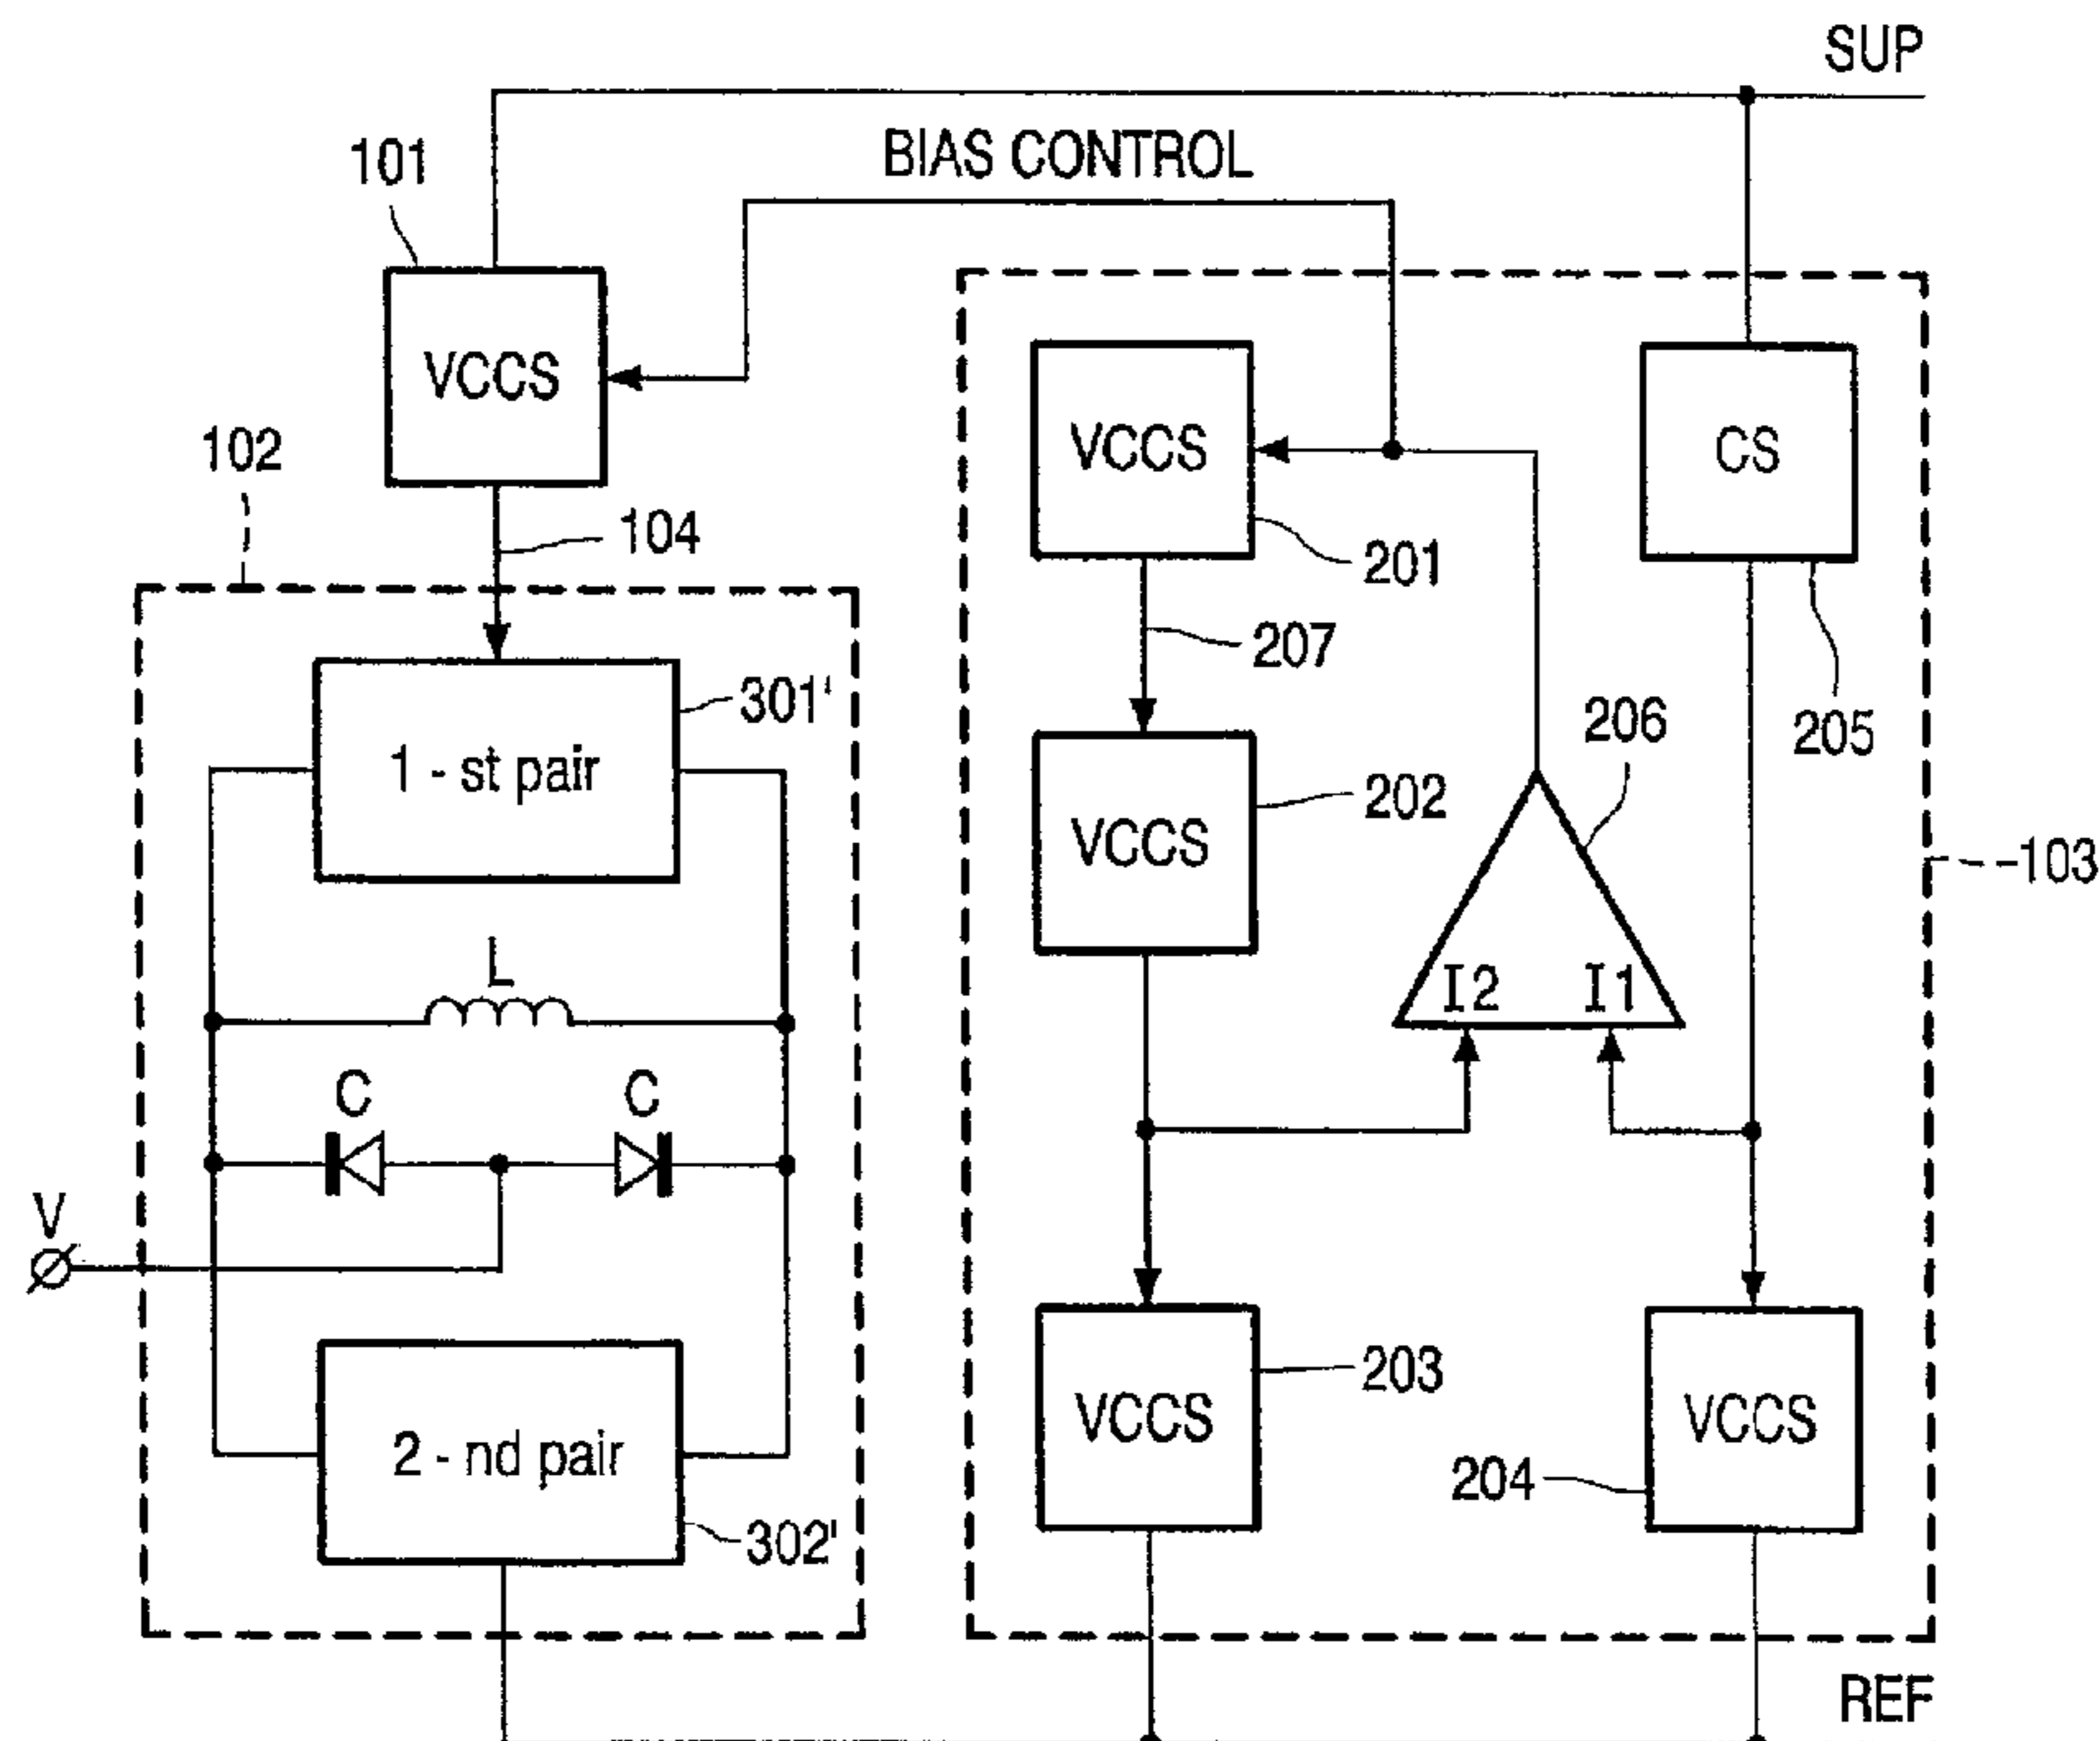 SUP
BIAS CONTROL
101
VCCS
102
104
VCCS
CS
201
207
205
301'
1 - st pair
206
202
VCCS
103
L
I2 I1
C C
V
203
VCCS
VCCS
204
2 - nd pair
302'
REF